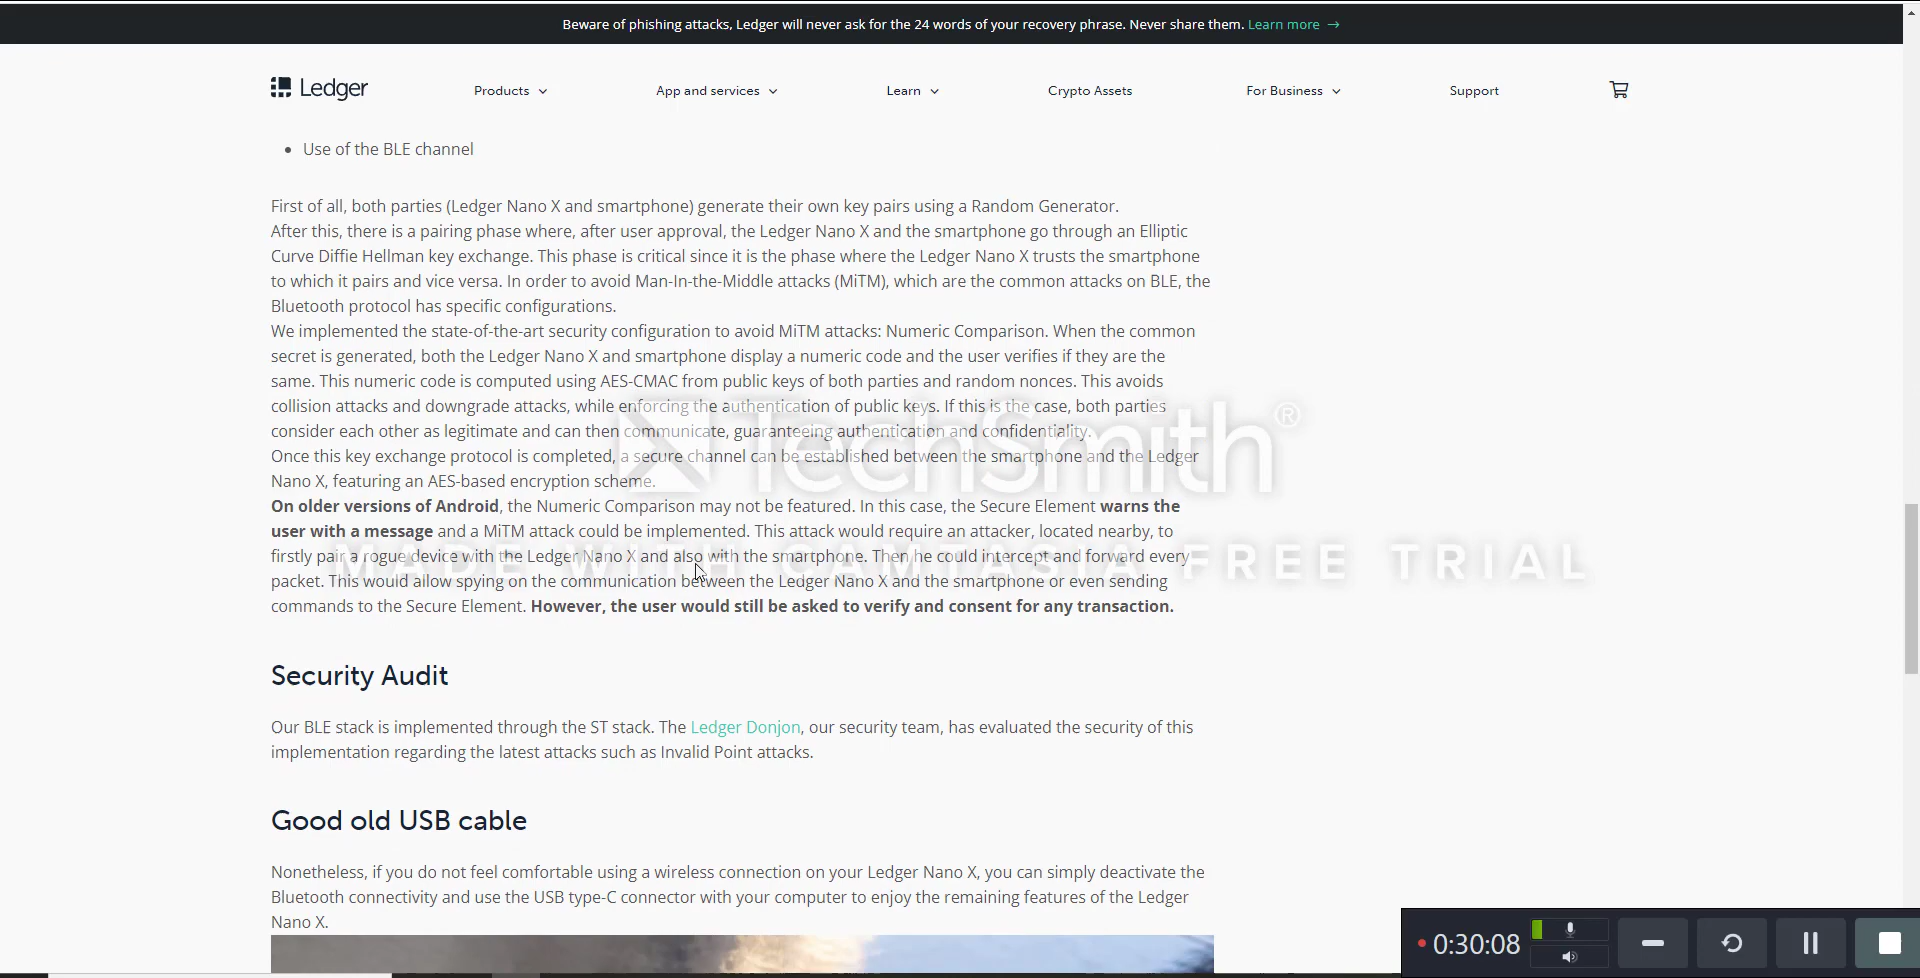 Beware of phishing attacks, Ledger will never ask for the 24 words of your recovery phrase. Never share them. Learn more →
Ledger
Products
App and services
Learn
Crypto Assets
For Business
Support
• Use of the BLE channel
First of all, both parties (Ledger Nano X and smartphone) generate their own key pairs using a Random Generator.
After this, there is a pairing phase where, after user approval, the Ledger Nano X and the smartphone go through an Elliptic
Curve Diffie Hellman key exchange. This phase is critical since it is the phase where the Ledger Nano X trusts the smartphone
to which it pairs and vice versa. In order to avoid Man-In-the-Middle attacks (MiTM), which are the common attacks on BLE, the
Bluetooth protocol has specific configurations.
We implemented the state-of-the-art security configuration to avoid MiTM attacks: Numeric Comparison. When the common
secret is generated, both the Ledger Nano X and smartphone display a numeric code and the user verifies if they are the
same. This numeric code is computed using AES-CMAC from public keys of both parties and random nonces. This avoids
collision attacks and downgrade attacks, while enforcing the authentication of public keys. If this is the case, both parties
consider each other as legitimate and can then communicate, guaranteeing authentication and confidentiality.
Once this key exchange protocol is completed, a secure channel can be established between the smartphone and the Ledger
Nano X, featuring an AES-based encryption scheme.
On older versions of Android, the Numeric Comparison may not be featured. In this case, the Secure Element warns the
user with a message and a MiTM attack could be implemented. This attack would require an attacker, located nearby, to
firstly pair a rogue device with the Ledger Nano X and also with the smartphone. Then he could intercept and forward every
packet. This would allow spying on the communication between the Ledger Nano X and the smartphone or even sending
commands to the Secure Element. However, the user would still be asked to verify and consent for any transaction.
TechSmith®
MADE WITH CAMTASIA FREE TRIAL
Security Audit
Our BLE stack is implemented through the ST stack. The Ledger Donjon, our security team, has evaluated the security of this
implementation regarding the latest attacks such as Invalid Point attacks.
Good old USB cable
Nonetheless, if you do not feel comfortable using a wireless connection on your Ledger Nano X, you can simply deactivate the
Bluetooth connectivity and use the USB type-C connector with your computer to enjoy the remaining features of the Ledger
Nano X.
0:30:08